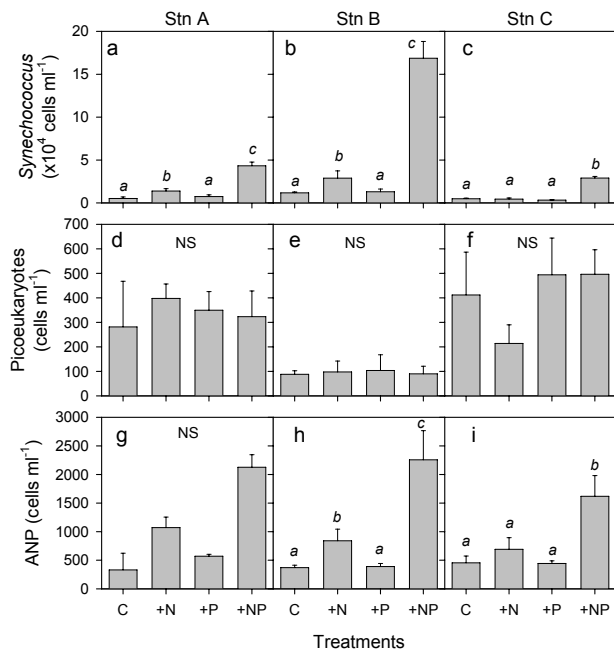 Stn A Stn B Stn C
Synechococcus
(x10⁴ cells ml⁻¹)
20
15
10
5
0
a
a b a c
b
a b a c
c
a a a b
Picoeukaryotes
(cells ml⁻¹)
700
600
500
400
300
200
100
0
d NS
e NS
f NS
ANP (cells ml⁻¹)
3000
2500
2000
1500
1000
500
0
g NS
h
a b a c
i
a a a b
C +N +P +NP C +N +P +NP C +N +P +NP
Treatments